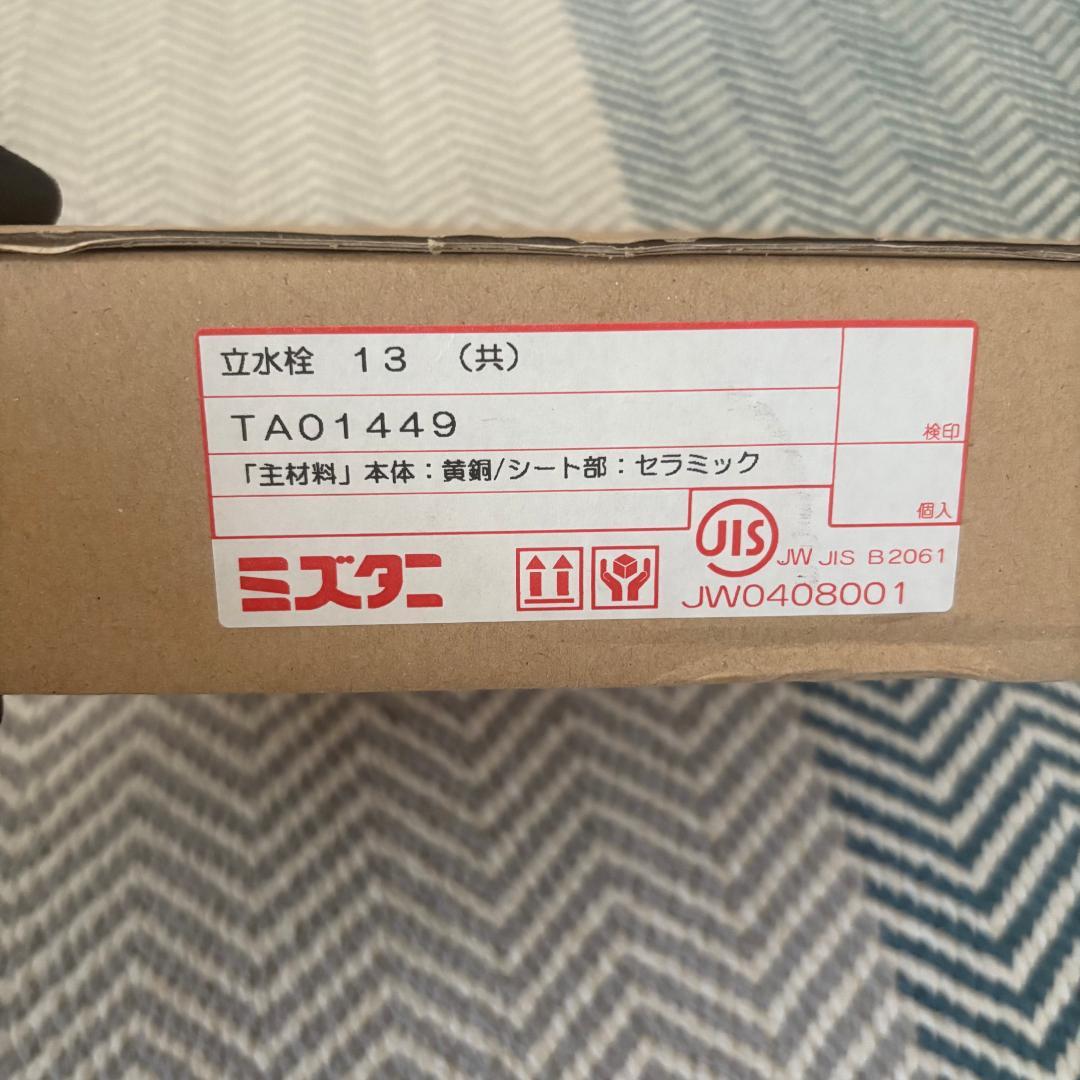 立水栓　13　（共）
TA01449
「主材料」本体：黄銅/シート部：セラミック
検印
個入
ミズタニ
JIS
JW JIS B2061
JW0408001